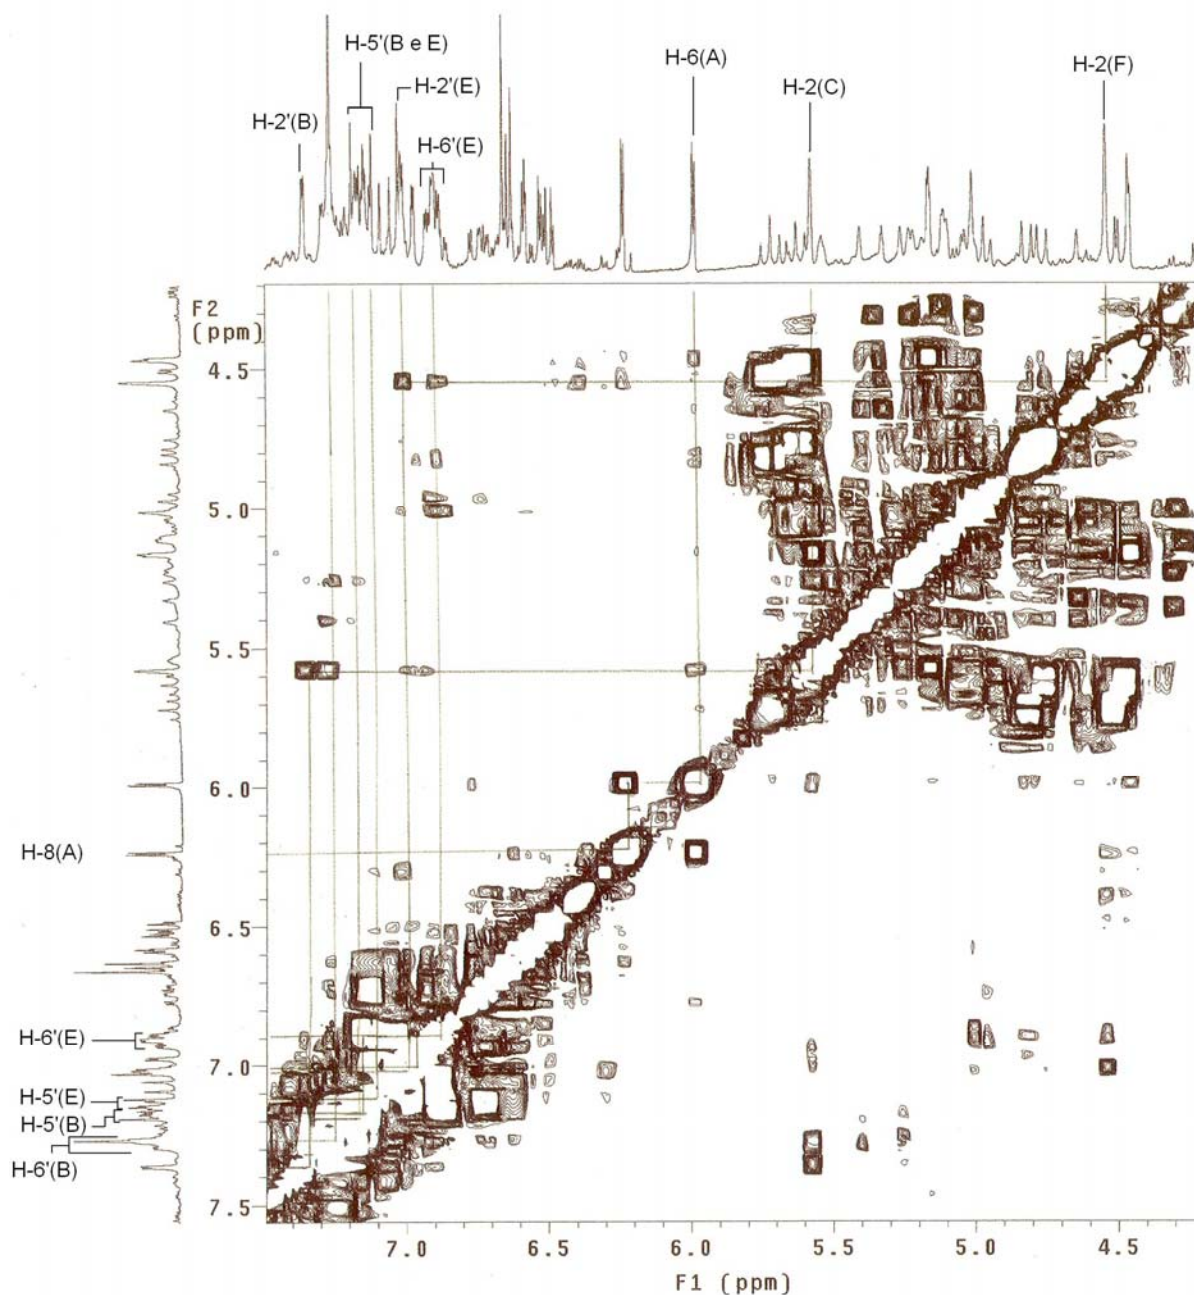 H-5'(B e E)
H-2'(B)
H-2'(E)
H-6'(E)
H-6(A)
H-2(C)
H-2(F)
F2
(ppm)
4.5
5.0
5.5
6.0
H-8(A)
6.5
H-6'(E)
7.0
H-5'(E)
H-5'(B)
H-6'(B)
7.5
7.0
6.5
6.0
5.5
5.0
4.5
F1 (ppm)